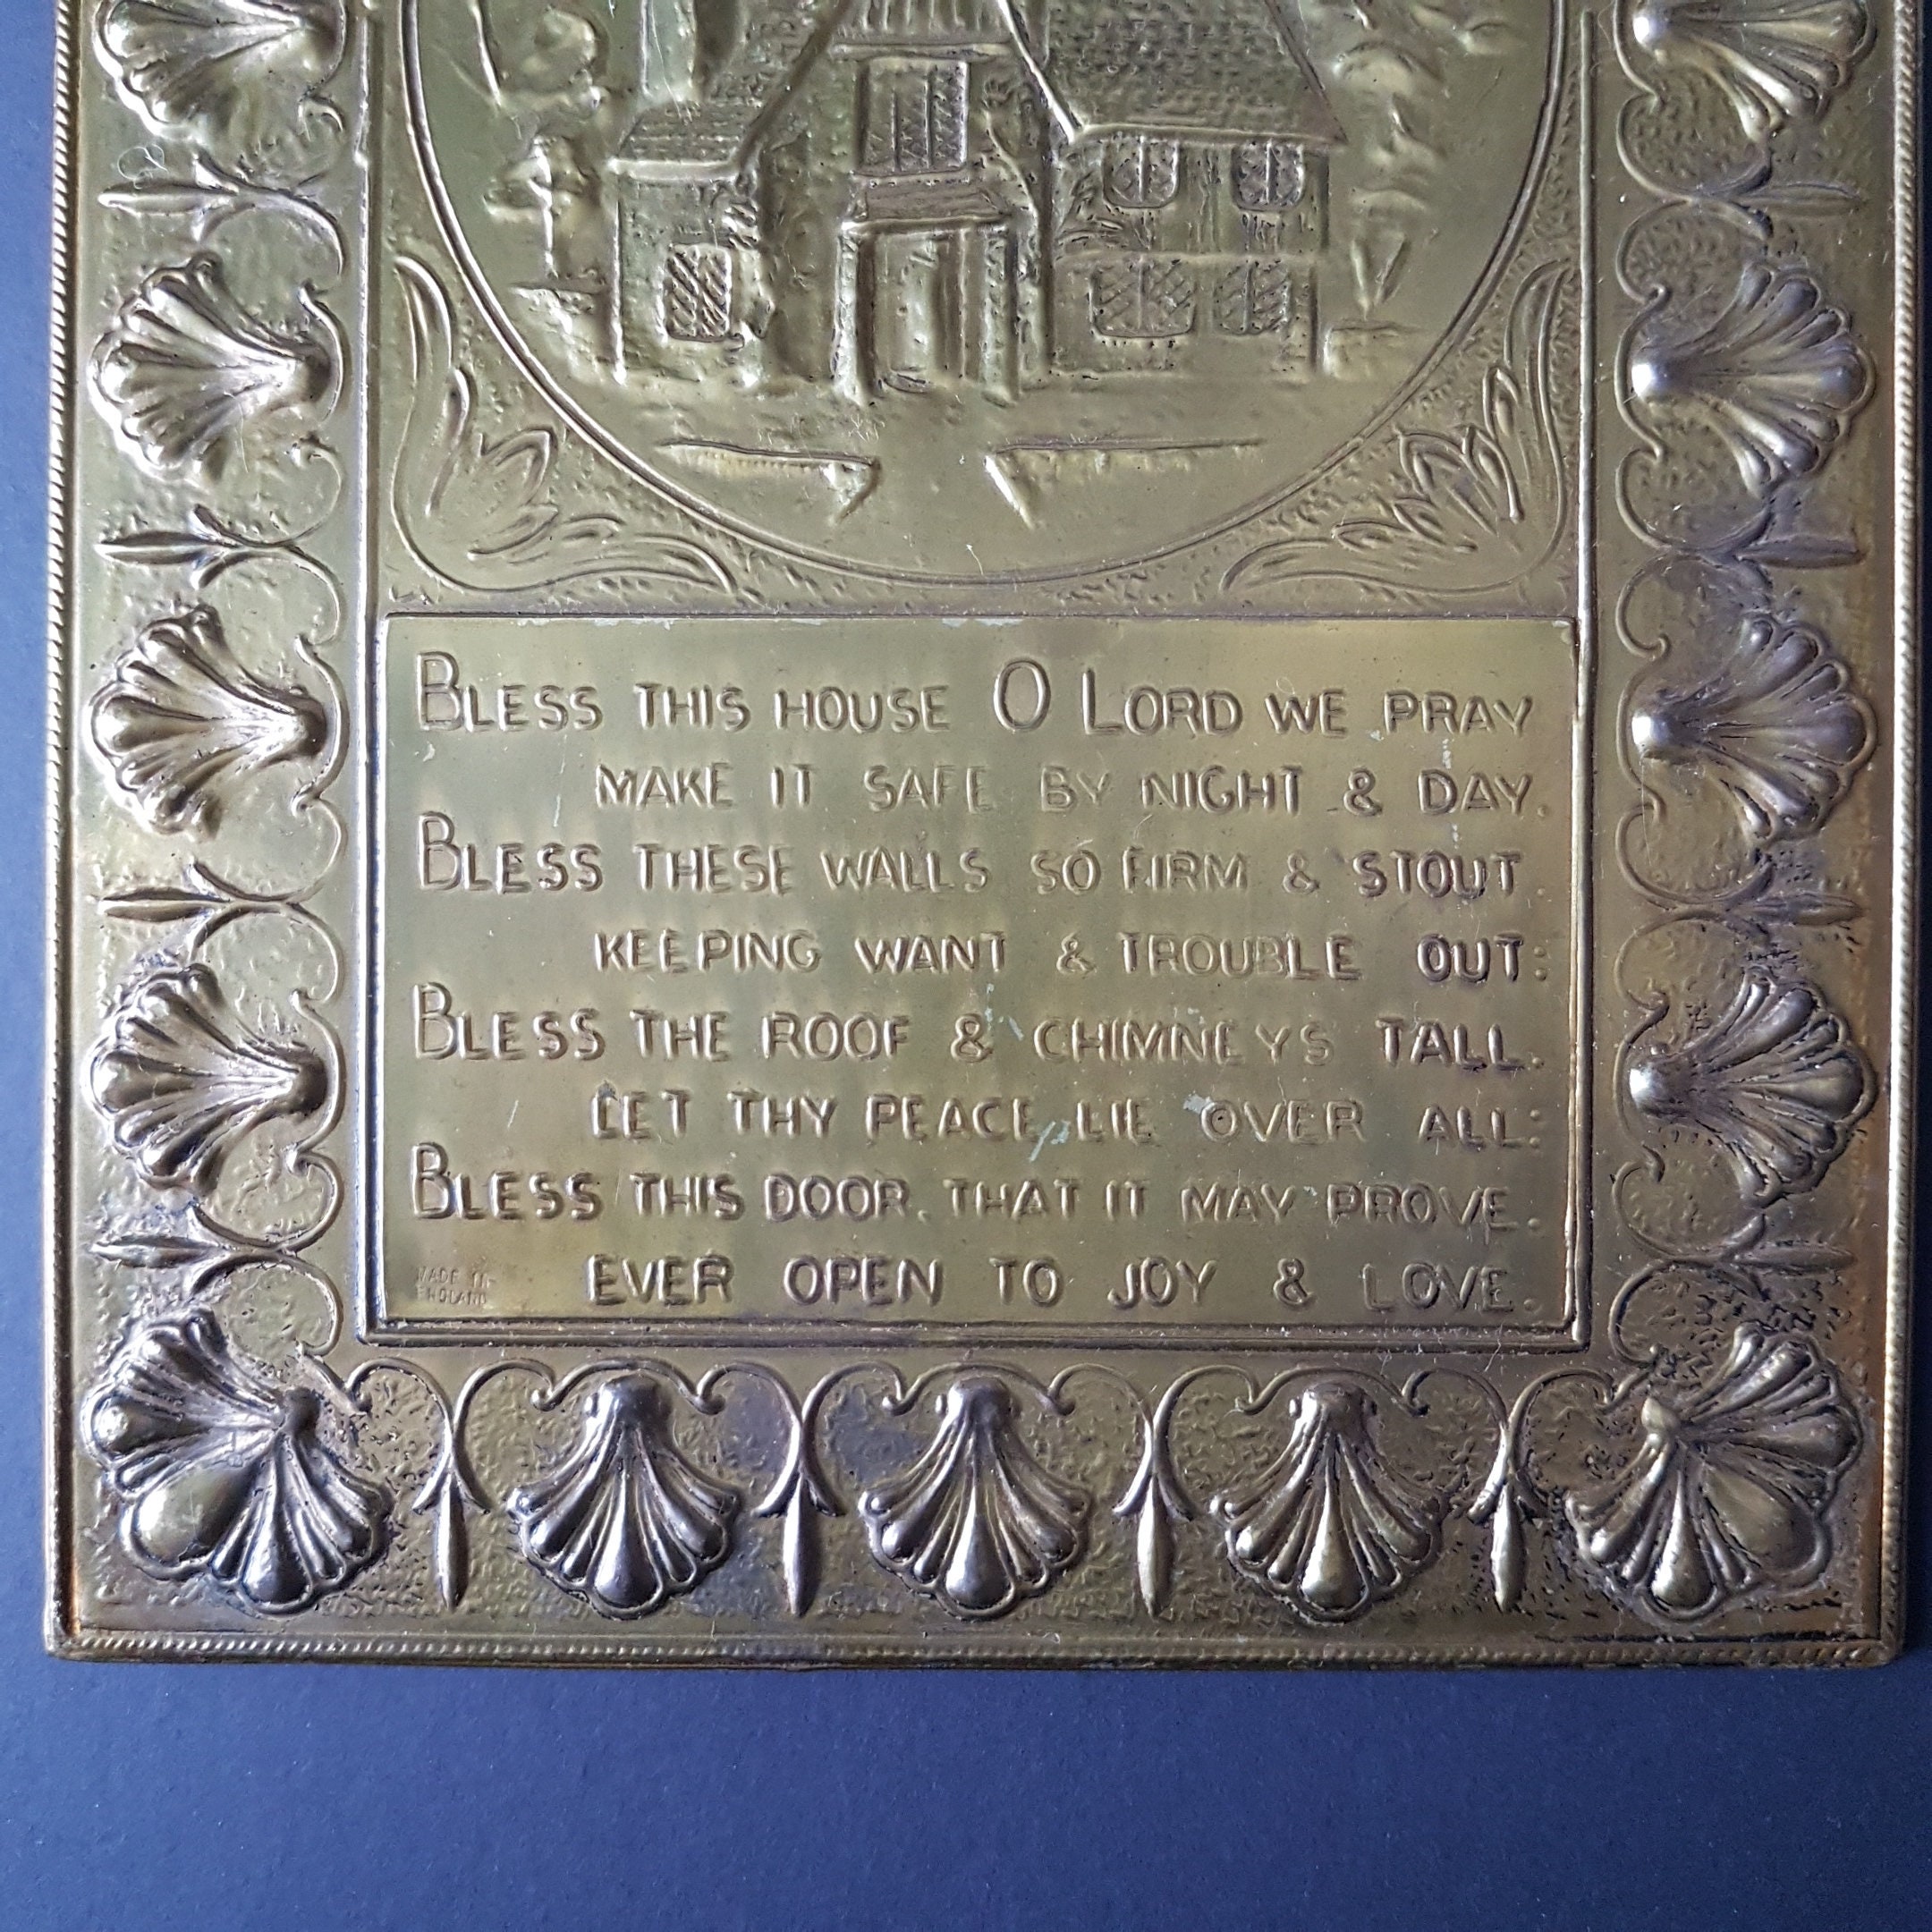 BLESS THIS HOUSE O LORD WE PRAY
MAKE IT SAFE BY NIGHT & DAY.
BLESS THESE WALLS SO FIRM & STOUT.
KEEPING WANT & TROUBLE OUT:
BLESS THE ROOF & CHIMNEYS TALL.
LET THY PEACE LIE OVER ALL:
BLESS THIS DOOR. THAT IT MAY PROVE.
EVER OPEN TO JOY & LOVE.
MADE IN
ENGLAND